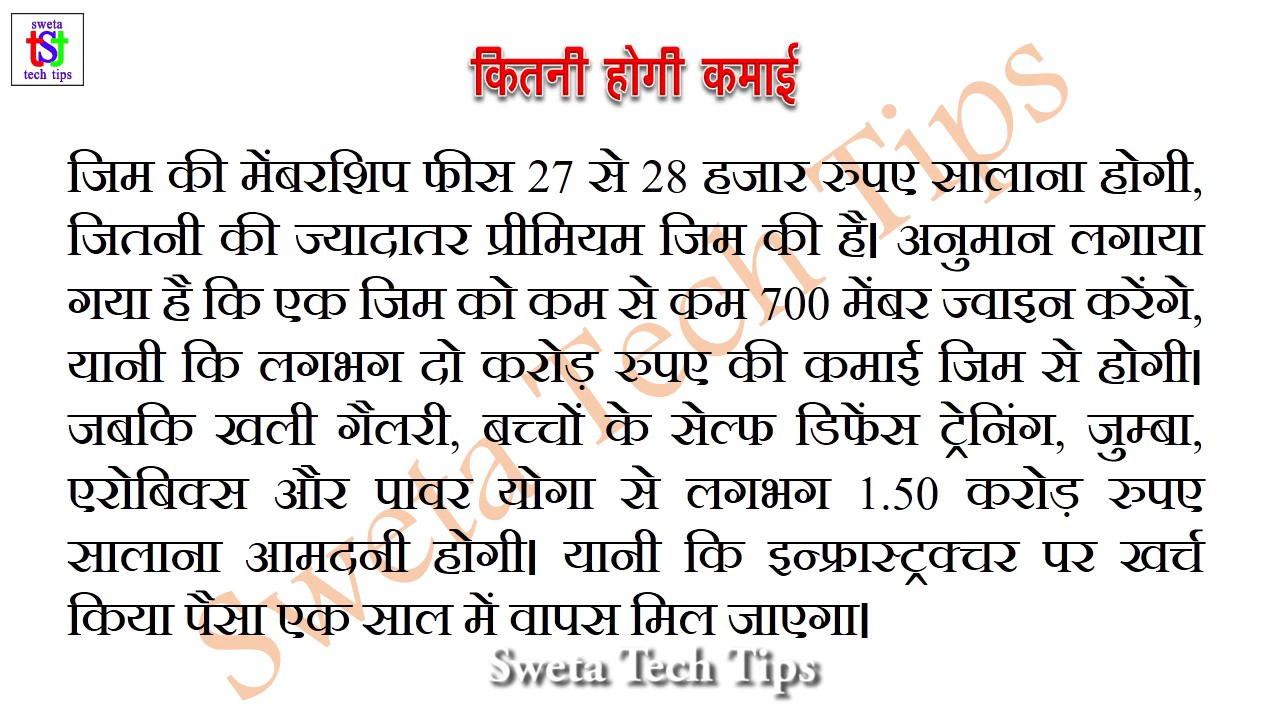 sweta
tst
tech tips
कितनी होगी कमाई
जिम की मेंबरशिप फीस 27 से 28 हजार रुपए सालाना होगी,
जितनी की ज्यादातर प्रीमियम जिम की है। अनुमान लगाया
गया है कि एक जिम को कम से कम 700 मेंबर ज्वाइन करेंगे,
यानी कि लगभग दो करोड़ रुपए की कमाई जिम से होगी।
जबकि खली गैलरी, बच्चों के सेल्फ डिफेंस ट्रेनिंग, जुम्बा,
एरोबिक्स और पावर योगा से लगभग 1.50 करोड़ रुपए
सालाना आमदनी होगी। यानी कि इन्फ्रास्ट्रक्चर पर खर्च
किया पैसा एक साल में वापस मिल जाएगा।
Sweta Tech Tips
Sweta Tech Tips